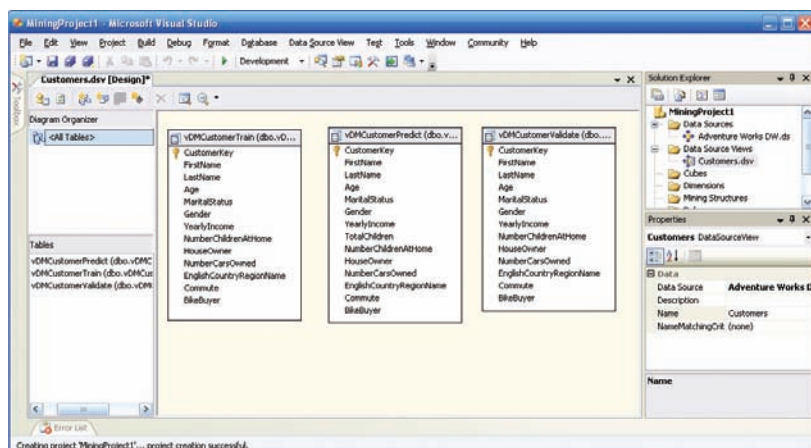 MiningProject1 - Microsoft Visual Studio
File Edit View Project Build Debug Format Database Data Source View Test Tools Window Community Help
Development
Customers.dsv [Design]*
Toolbox
Diagram Organizer
<All Tables>
Tables
vDMCustomerPredict (dbo.vDMC
vDMCustomerTrain (dbo.vDMCus
vDMCustomerValidate (dbo.vDM
vDMCustomerTrain (dbo.vD...
CustomerKey
FirstName
LastName
Age
MaritalStatus
Gender
YearlyIncome
NumberChildrenAtHome
HouseOwner
NumberCarsOwned
EnglishCountryRegionName
Commute
BikeBuyer
vDMCustomerPredict (dbo.v...
CustomerKey
FirstName
LastName
Age
MaritalStatus
Gender
YearlyIncome
TotalChildren
NumberChildrenAtHome
HouseOwner
NumberCarsOwned
EnglishCountryRegionName
Commute
BikeBuyer
vDMCustomerValidate (dbo....
CustomerKey
FirstName
LastName
Age
MaritalStatus
Gender
YearlyIncome
NumberChildrenAtHome
HouseOwner
NumberCarsOwned
EnglishCountryRegionName
Commute
BikeBuyer
Solution Explorer
MiningProject1
Data Sources
Adventure Works DW.ds
Data Source Views
Customers.dsv
Cubes
Dimensions
Mining Structures
Properties
Customers DataSourceView
Data
Data Source Adventure Works D
Description
Name Customers
NameMatchingCrit (none)
Name
Error List
Creating project 'MiningProject1'... project creation successful.